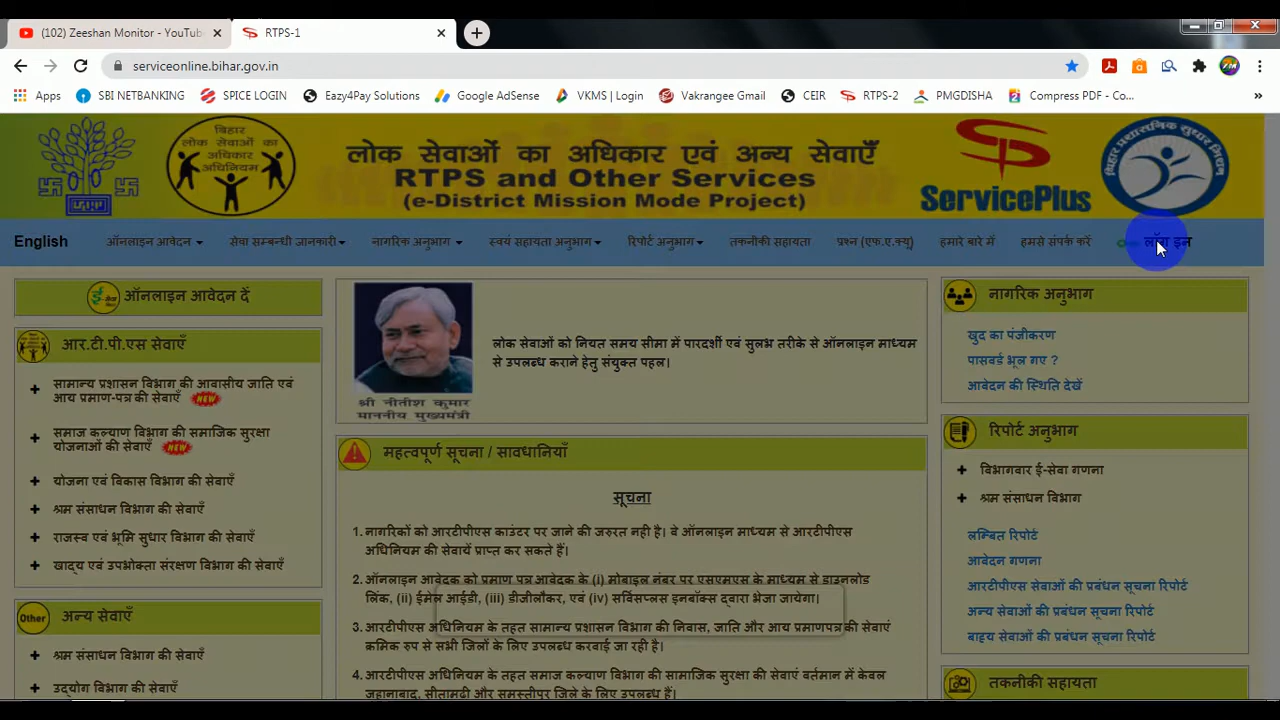 (102) Zeeshan Monitor - YouTub
RTPS-1
serviceonline.bihar.gov.in
Apps
SBI NETBANKING
SPICE LOGIN
Eazy4Pay Solutions
Google AdSense
VKMS | Login
Vakrangee Gmail
CEIR
RTPS-2
PMGDISHA
Compress PDF - Co...
»
बिहार
लोक सेवाओं का
अधिकार
अधिनियम
लोक सेवाओं का अधिकार एवं अन्य सेवाएँ
RTPS and Other Services
(e-District Mission Mode Project)
ServicePlus
बिहार प्रशासनिक सुधार मिशन
English
ऑनलाइन आवेदन
सेवा सम्बन्धी जानकारी
नागरिक अनुभाग
स्वयं सहायता अनुभाग
रिपोर्ट अनुभाग
तकनीकी सहायता
प्रश्न (एफ.ए.क्यू)
हमारे बारे में
हमसे संपर्क करें
लॉग इन
ऑनलाइन आवेदन दें
आर.टी.पी.एस सेवाएँ
सामान्य प्रशासन विभाग की आवासीय जाति एवं
आय प्रमाण-पत्र की सेवाएँ NEW
समाज कल्याण विभाग की समाजिक सुरक्षा
योजनाओं की सेवाएँ NEW
योजना एवं विकास विभाग की सेवाएँ
श्रम संसाधन विभाग की सेवाएँ
राजस्व एवं भूमि सुधार विभाग की सेवाएँ
खाद्य एवं उपभोक्ता संरक्षण विभाग की सेवाएँ
Other अन्य सेवाएँ
श्रम संसाधन विभाग की सेवाएँ
उद्योग विभाग की सेवाएँ
श्री नीतीश कुमार
माननीय मुख्यमंत्री
लोक सेवाओं को नियत समय सीमा में पारदर्शी एवं सुलभ तरीके से ऑनलाइन माध्यम
से उपलब्ध कराने हेतु संयुक्त पहल।
महत्वपूर्ण सूचना / सावधानियाँ
सूचना
1. नागरिकों को आरटीपीएस काउंटर पर जाने की जरुरत नही है। वे ऑनलाइन माध्यम से आरटीपीएस
अधिनियम की सेवायें प्राप्त कर सकते हैं।
2. ऑनलाइन आवेदक को प्रमाण पत्र आवेदक के (i) मोबाइल नंबर पर एसएमएस के माध्यम से डाउनलोड
लिंक, (ii) ईमेल आईडी, (iii) डीजीलौकर, एवं (iv) सर्विसप्लस इनबॉक्स द्वारा भेजा जायेगा।
3. आरटीपीएस अधिनियम के तहत सामान्य प्रशासन विभाग की निवास, जाति और आय प्रमाणपत्र की सेवाएं
क्रमिक रुप से सभी जिलों के लिए उपलब्ध करवाई जा रही है।
4. आरटीपीएस अधिनियम के तहत समाज कल्याण विभाग की सामाजिक सुरक्षा की सेवाएं वर्तमान में केवल
जहानाबाद, सीतामढ़ी और समस्तीपुर जिले के लिए उपलब्ध हैं।
नागरिक अनुभाग
खुद का पंजीकरण
पासवर्ड भूल गए ?
आवेदन की स्थिति देखें
रिपोर्ट अनुभाग
विभागवार ई-सेवा गणना
श्रम संसाधन विभाग
लम्बित रिपोर्ट
आवेदन गणना
आरटीपीएस सेवाओं की प्रबंधन सूचना रिपोर्ट
अन्य सेवाओं की प्रबंधन सूचना रिपोर्ट
बाह्य सेवाओं की प्रबंधन सूचना रिपोर्ट
तकनीकी सहायता